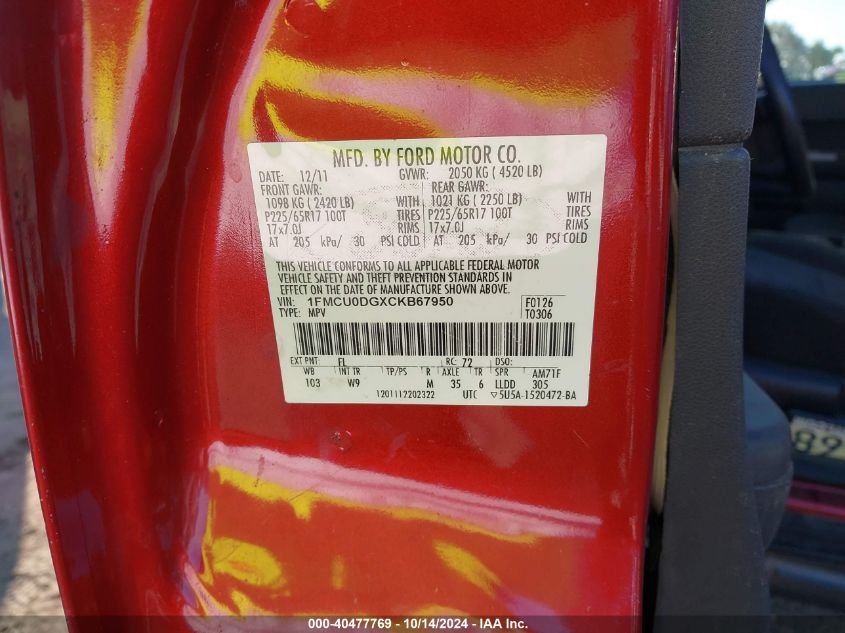 MFD. BY FORD MOTOR CO.
DATE: 12/11 GVWR: 2050 KG ( 4520 LB)
FRONT GAWR: REAR GAWR:
1098 KG ( 2420 LB) WITH 1021 KG ( 2250 LB) WITH
P225/65R17 100T TIRES P225/65R17 100T TIRES
17x7.0J RIMS 17x7.0J RIMS
AT 205 kPa/ 30 PSI COLD AT 205 kPa/ 30 PSI COLD
THIS VEHICLE CONFORMS TO ALL APPLICABLE FEDERAL MOTOR
VEHICLE SAFETY AND THEFT PREVENTION STANDARDS IN
EFFECT ON THE DATE OF MANUFACTURE SHOWN ABOVE.
VIN: 1FMCU0DGXCKB67950 F0126
TYPE: MPV T0306
EXT PNT: FL RC: 72 DSO:
WB INT TR TP/PS R AXLE TR SPR AM71F
103 W9 M 35 6 LLDD 305
1201112202322 UTC ▽5U5A-1520472-BA
89
000-40477769 - 10/14/2024 - IAA Inc.